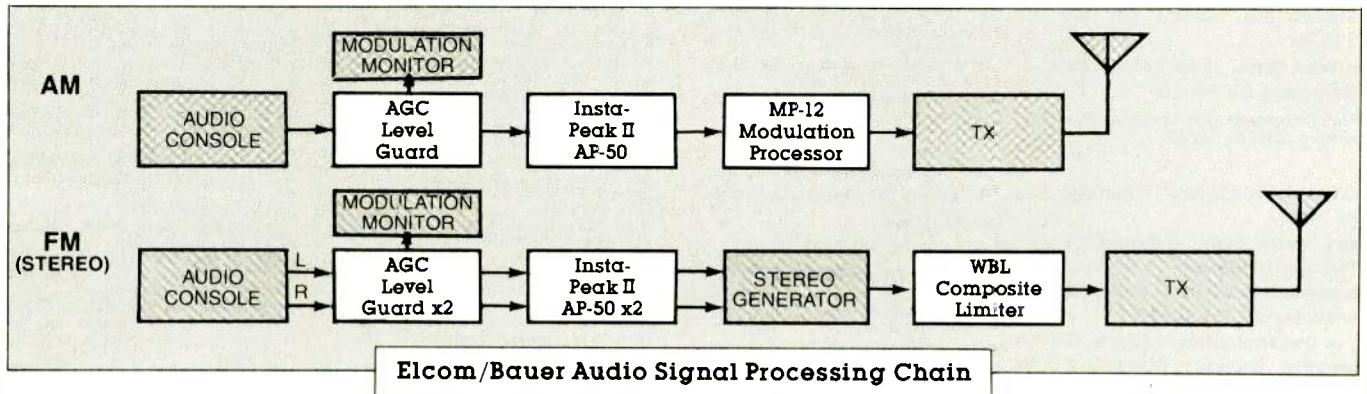 AM
MODULATION
MONITOR
AUDIO
CONSOLE
AGC
Level
Guard
Insta-
Peak II
AP-50
MP-12
Modulation
Processor
TX
FM
(STEREO)
MODULATION
MONITOR
AUDIO
CONSOLE
L
R
AGC
Level
Guard x2
Insta-
Peak II
AP-50 x2
STEREO
GENERATOR
WBL
Composite
Limiter
TX
Elcom/Bauer Audio Signal Processing Chain